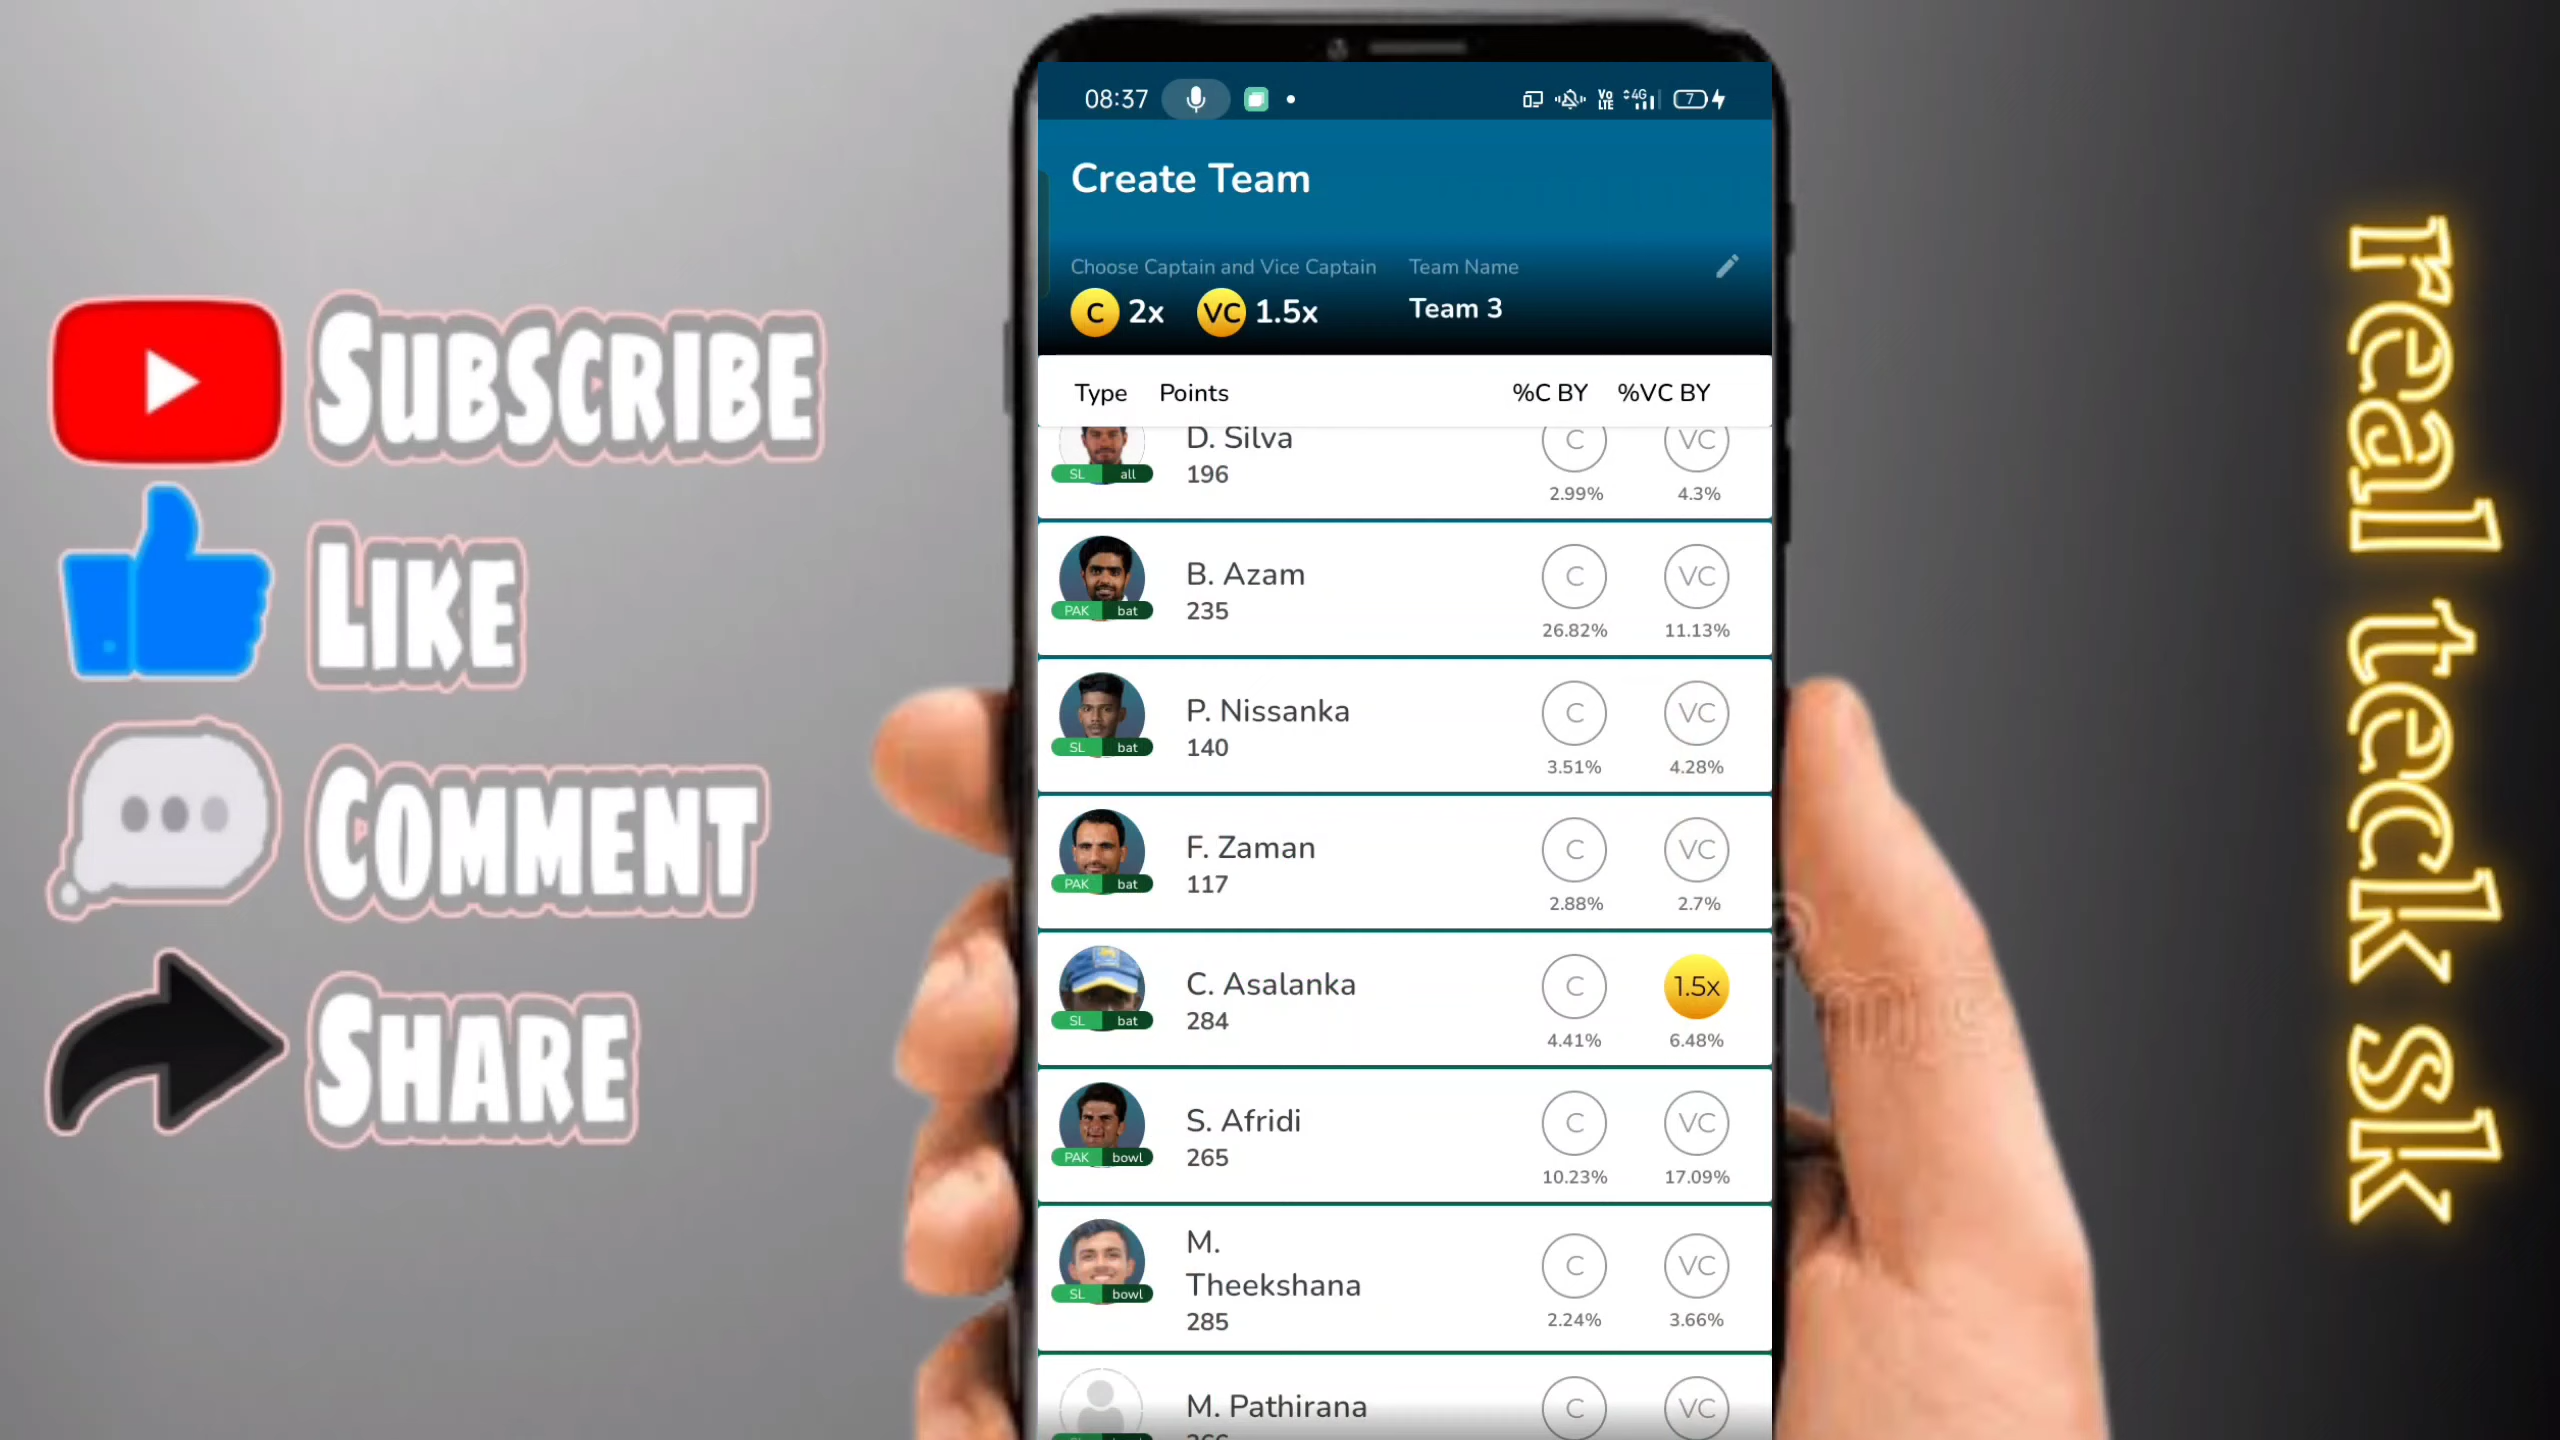 SUBSCRIBE
LIKE
COMMENT
SHARE
08:37
VoLTE 4G 7
Create Team
Choose Captain and Vice Captain Team Name
C 2x VC 1.5x Team 3
Type Points %C BY %VC BY
D. Silva C VC
SL all 196
2.99% 4.3%
B. Azam C VC
PAK bat 235
26.82% 11.13%
P. Nissanka C VC
SL bat 140
3.51% 4.28%
F. Zaman C VC
PAK bat 117
2.88% 2.7%
C. Asalanka C 1.5x
SL bat 284
4.41% 6.48%
S. Afridi C VC
PAK bowl 265
10.23% 17.09%
M.
Theekshana C VC
SL bowl 285
2.24% 3.66%
M. Pathirana C VC
real teck sk